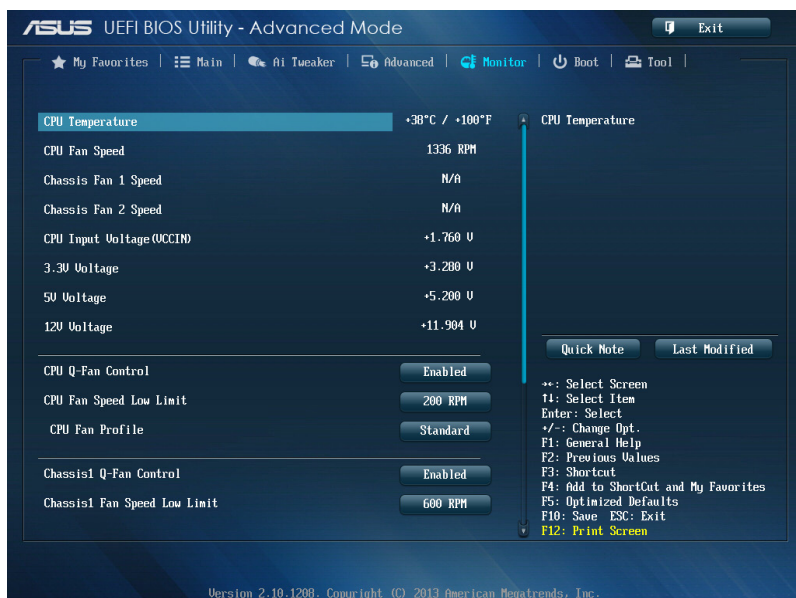 ASUS UEFI BIOS Utility - Advanced Mode
Exit
My Favorites | Main | Ai Tweaker | Advanced | Monitor | Boot | Tool |
CPU Temperature +38°C / +100°F
CPU Fan Speed 1336 RPM
Chassis Fan 1 Speed N/A
Chassis Fan 2 Speed N/A
CPU Input Voltage(VCCIN) +1.760 V
3.3V Voltage +3.280 V
5V Voltage +5.200 V
12V Voltage +11.904 V
CPU Q-Fan Control Enabled
CPU Fan Speed Low Limit 200 RPM
CPU Fan Profile Standard
Chassis1 Q-Fan Control Enabled
Chassis1 Fan Speed Low Limit 600 RPM
CPU Temperature
Quick Note Last Modified
→←: Select Screen
↑↓: Select Item
Enter: Select
+/-: Change Opt.
F1: General Help
F2: Previous Values
F3: Shortcut
F4: Add to ShortCut and My Favorites
F5: Optimized Defaults
F10: Save ESC: Exit
F12: Print Screen
Version 2.10.1208. Copyright (C) 2013 American Megatrends, Inc.